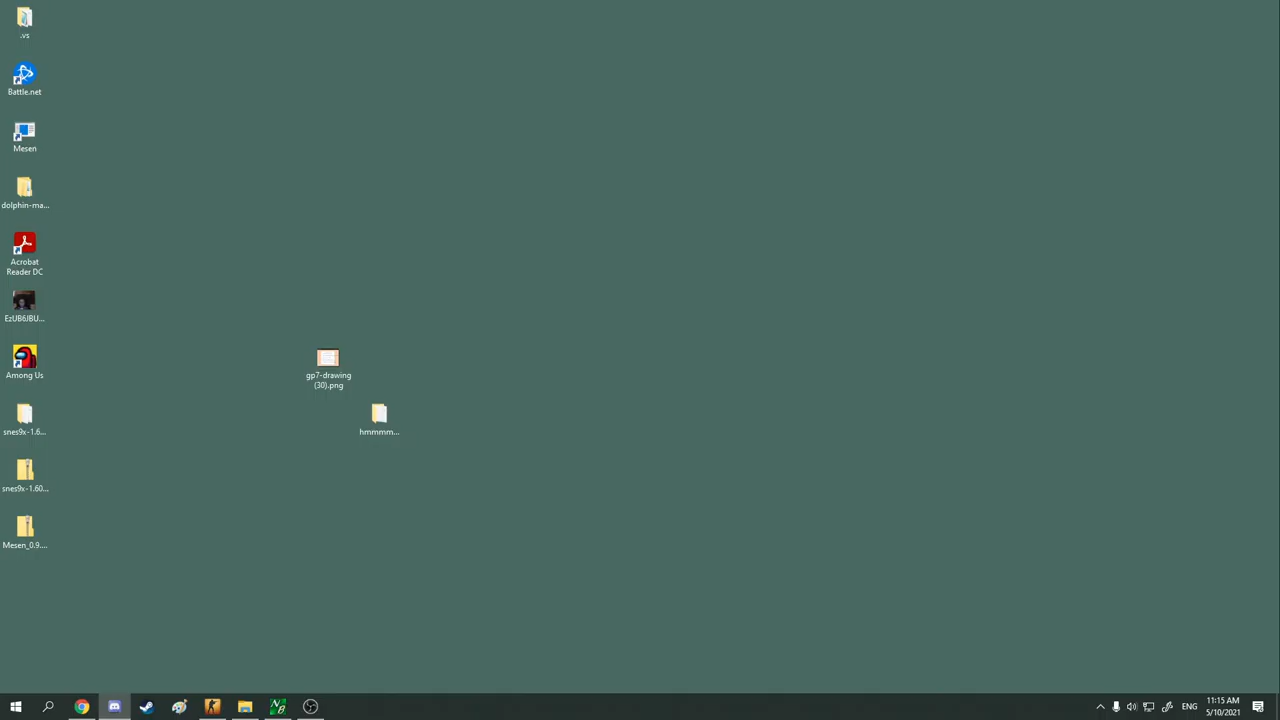 .vs
Battle.net
Mesen
dolphin-ma...
Acrobat
Reader DC
EzUB6JBU...
Among Us
snes9x-1.6...
snes9x-1.60...
Mesen_0.9....
gp7-drawing
(30).png
hmmmm...
ENG
11:15 AM
5/10/2021